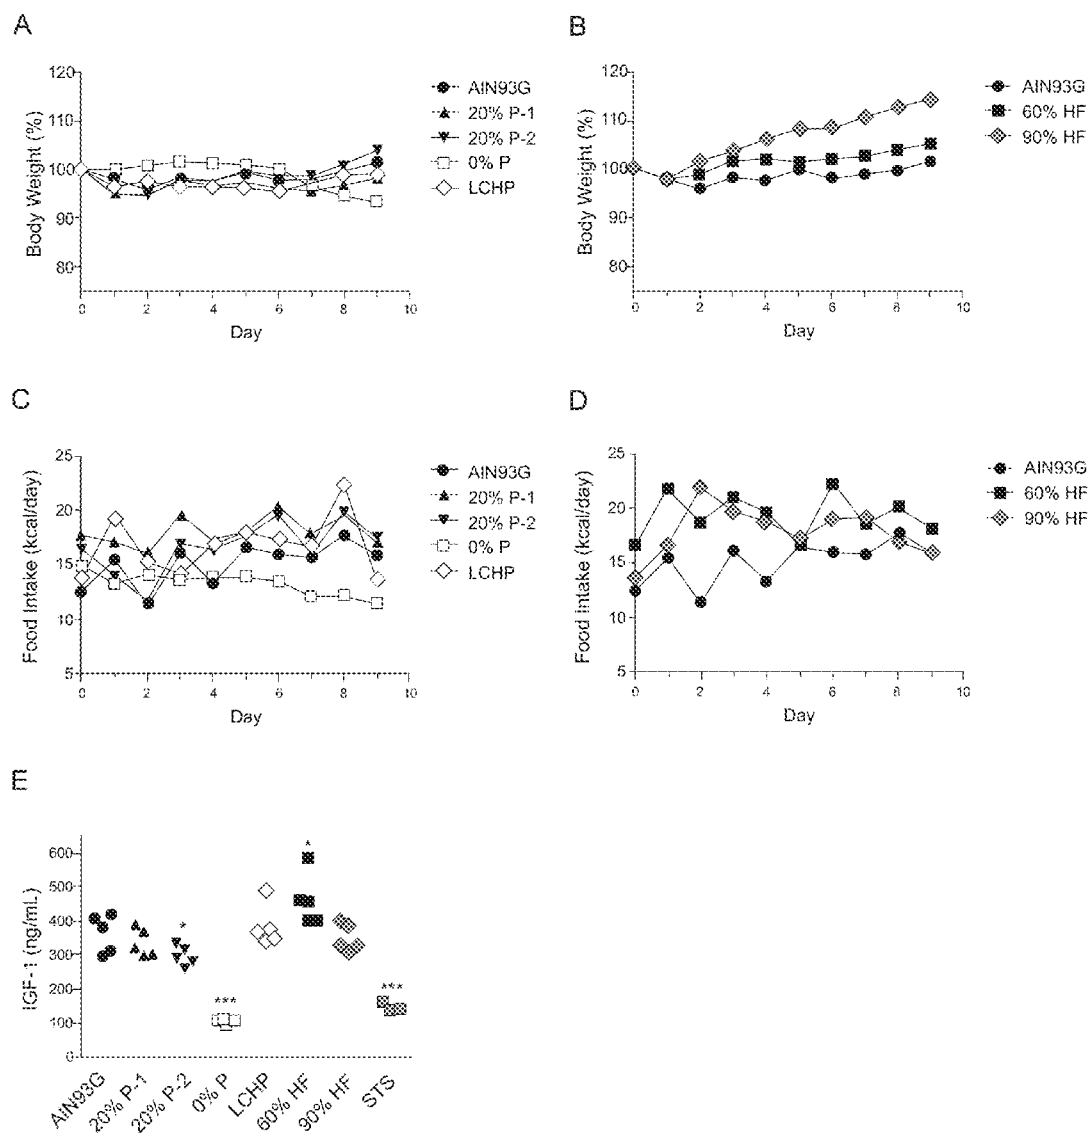 A
Body Weight (%)
120
110
100
90
80
0 2 4 6 8 10
Day
AIN93G
20% P-1
20% P-2
0% P
LCHP
B
Body Weight (%)
120
110
100
90
80
0 2 4 6 8 10
Day
AIN93G
60% HF
90% HF
C
Food Intake (kcal/day)
25
20
15
10
5
0 2 4 6 8 10
Day
AIN93G
20% P-1
20% P-2
0% P
LCHP
D
Food Intake (kcal/day)
25
20
15
10
5
0 2 4 6 8 10
Day
AIN93G
60% HF
90% HF
E
IGF-1 (ng/mL)
600
500
400
300
200
100
0
*
***
*
***
AIN93G
20% P-1
20% P-2
0% P
LCHP
60% HF
90% HF
STS